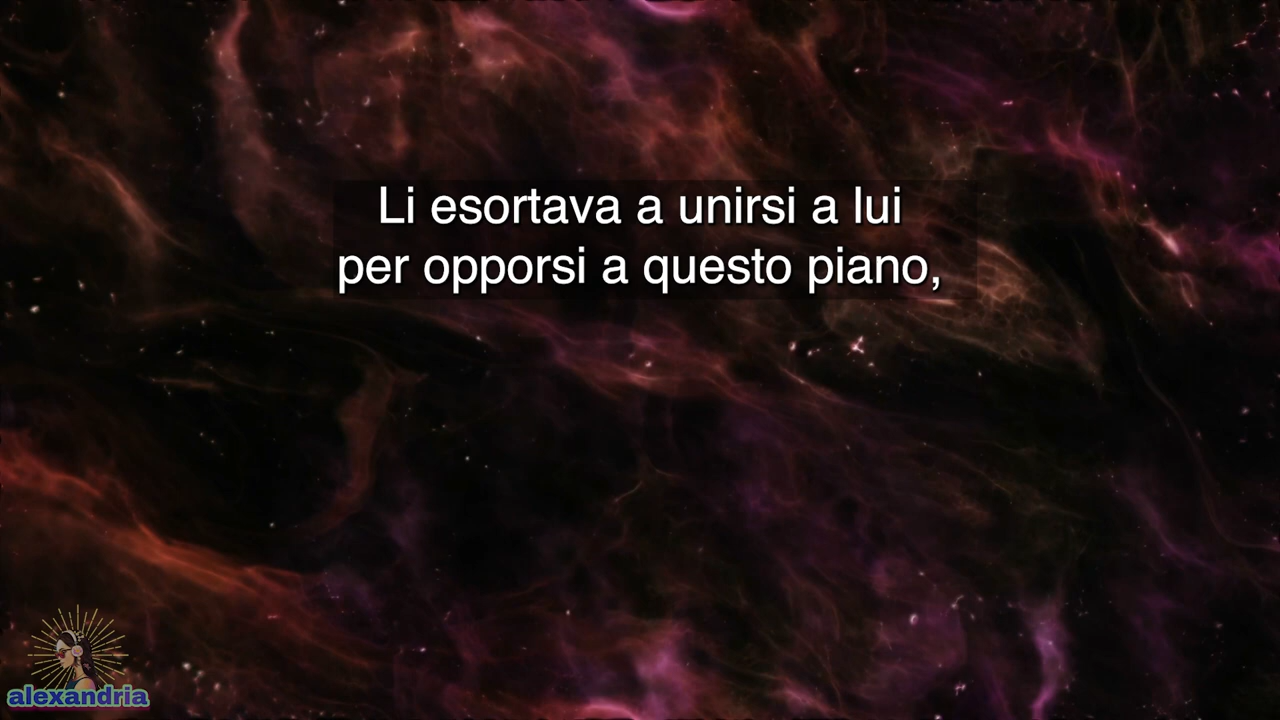 Li esortava a unirsi a lui
per opporsi a questo piano,
alexandria